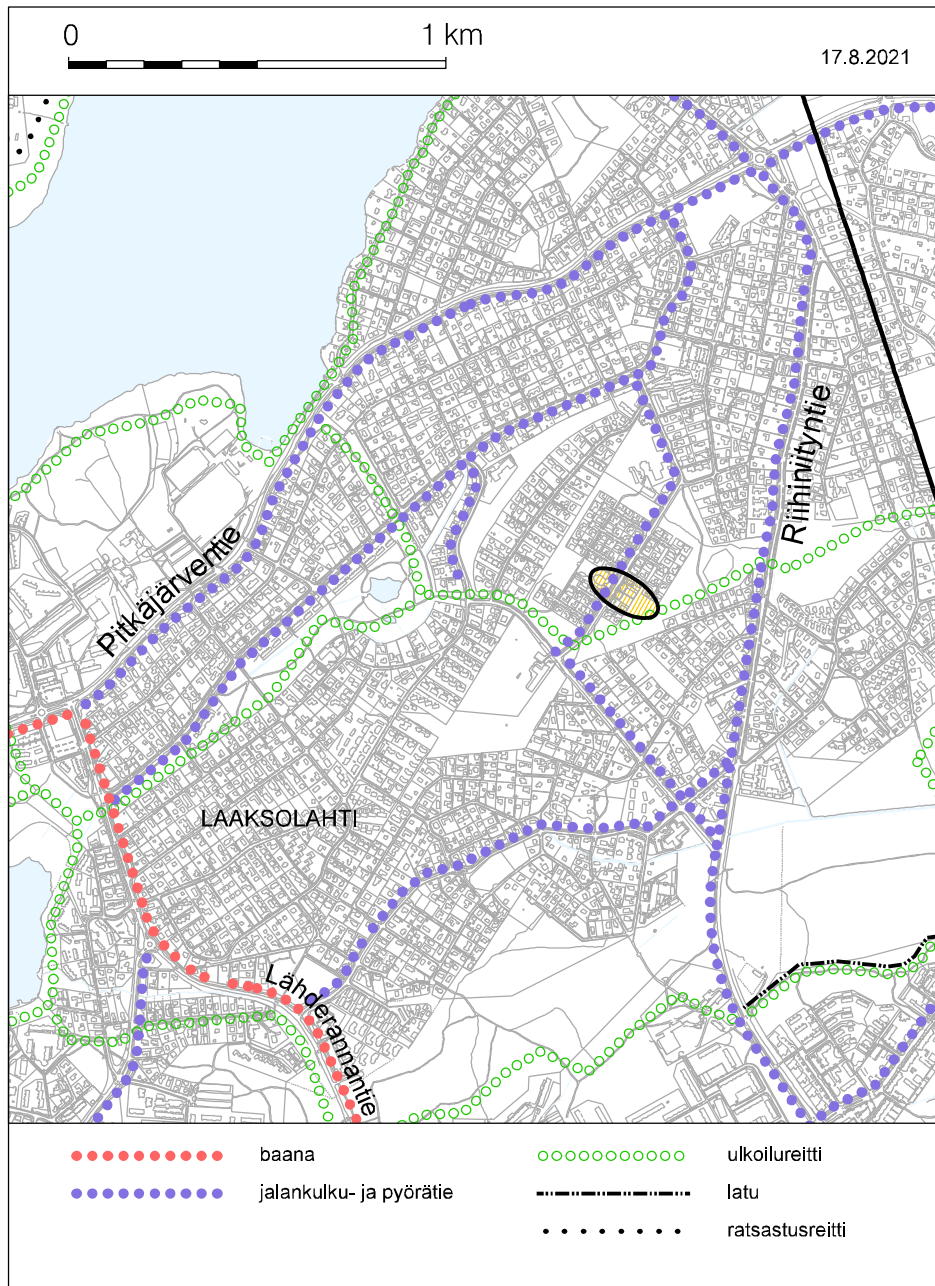 0 1 km
17.8.2021
Riihiniityntie
Pitkäjärventie
LAAKSOLAHTI
Lähderannantie
baana
ulkoilureitti
jalankulku- ja pyörätie
latu
ratsastusreitti